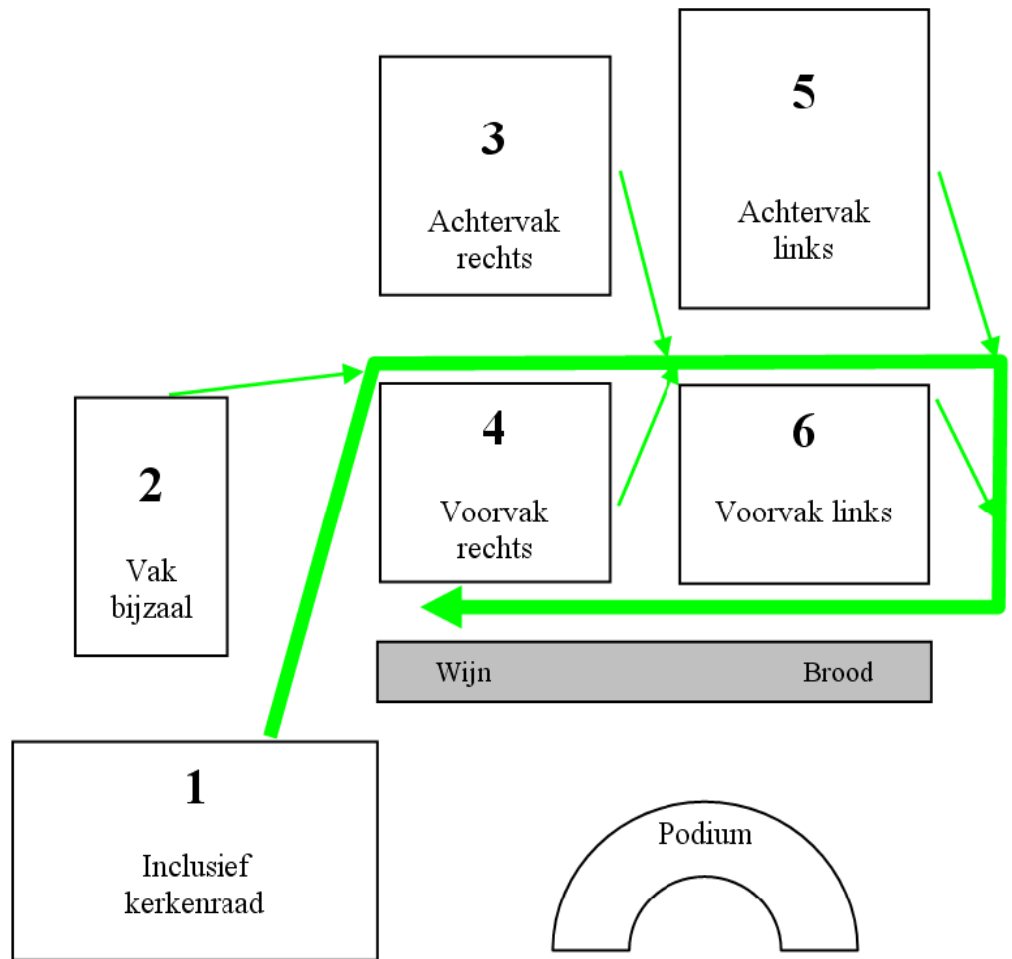 1
Inclusief
kerkenraad
2
Vak
bijzaal
3
Achtervak
rechts
4
Voorvak
rechts
5
Achtervak
links
6
Voorvak links
Wijn
Brood
Podium